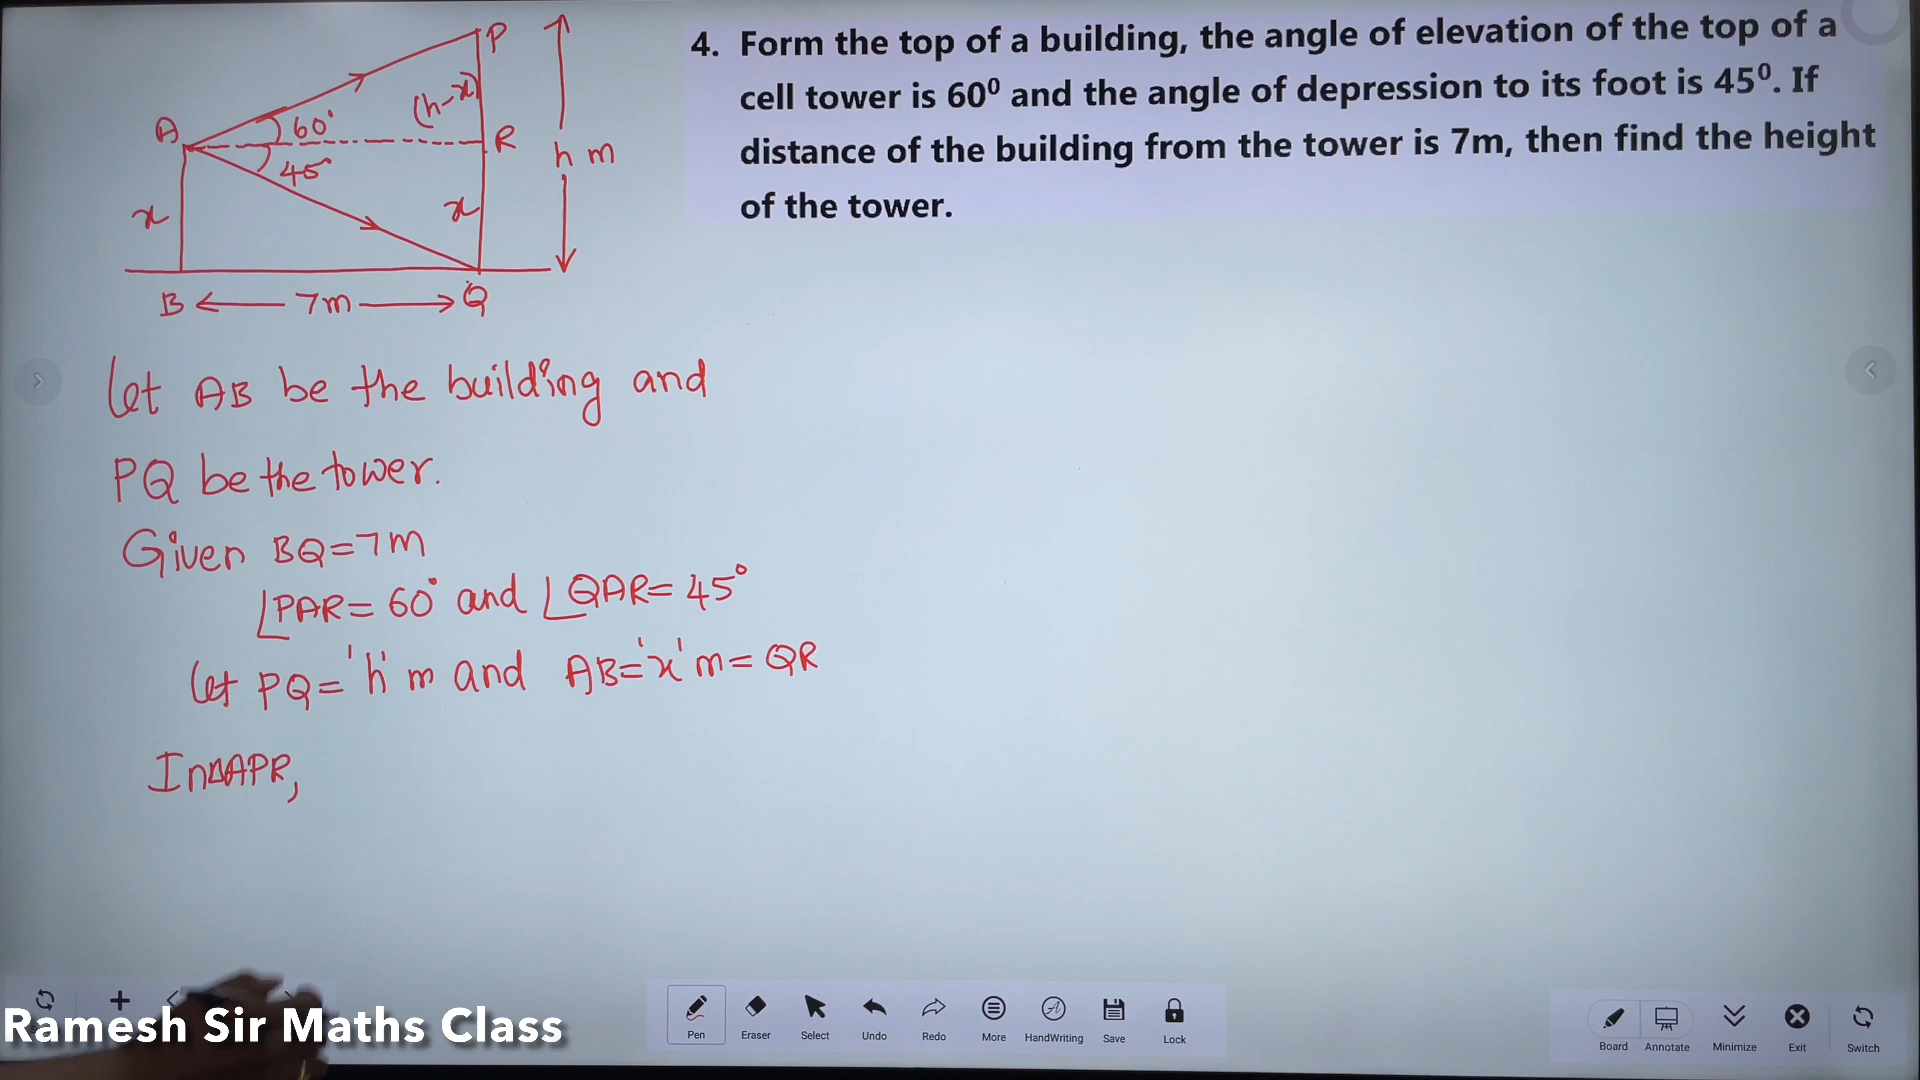 P
A 60° (h-x) R h m
45°
x x
B 7m Q
4. Form the top of a building, the angle of elevation of the top of a
cell tower is 60⁰ and the angle of depression to its foot is 45⁰. If
distance of the building from the tower is 7m, then find the height
of the tower.
Let AB be the building and
PQ be the tower.
Given BQ=7m
∠PAR=60° and ∠QAR=45°
Let PQ='h' m and AB='x' m=QR
In△APR,
Ramesh Sir Maths Class
Pen Eraser Select Undo Redo More HandWriting Save Lock
Board Annotate Minimize Exit Switch